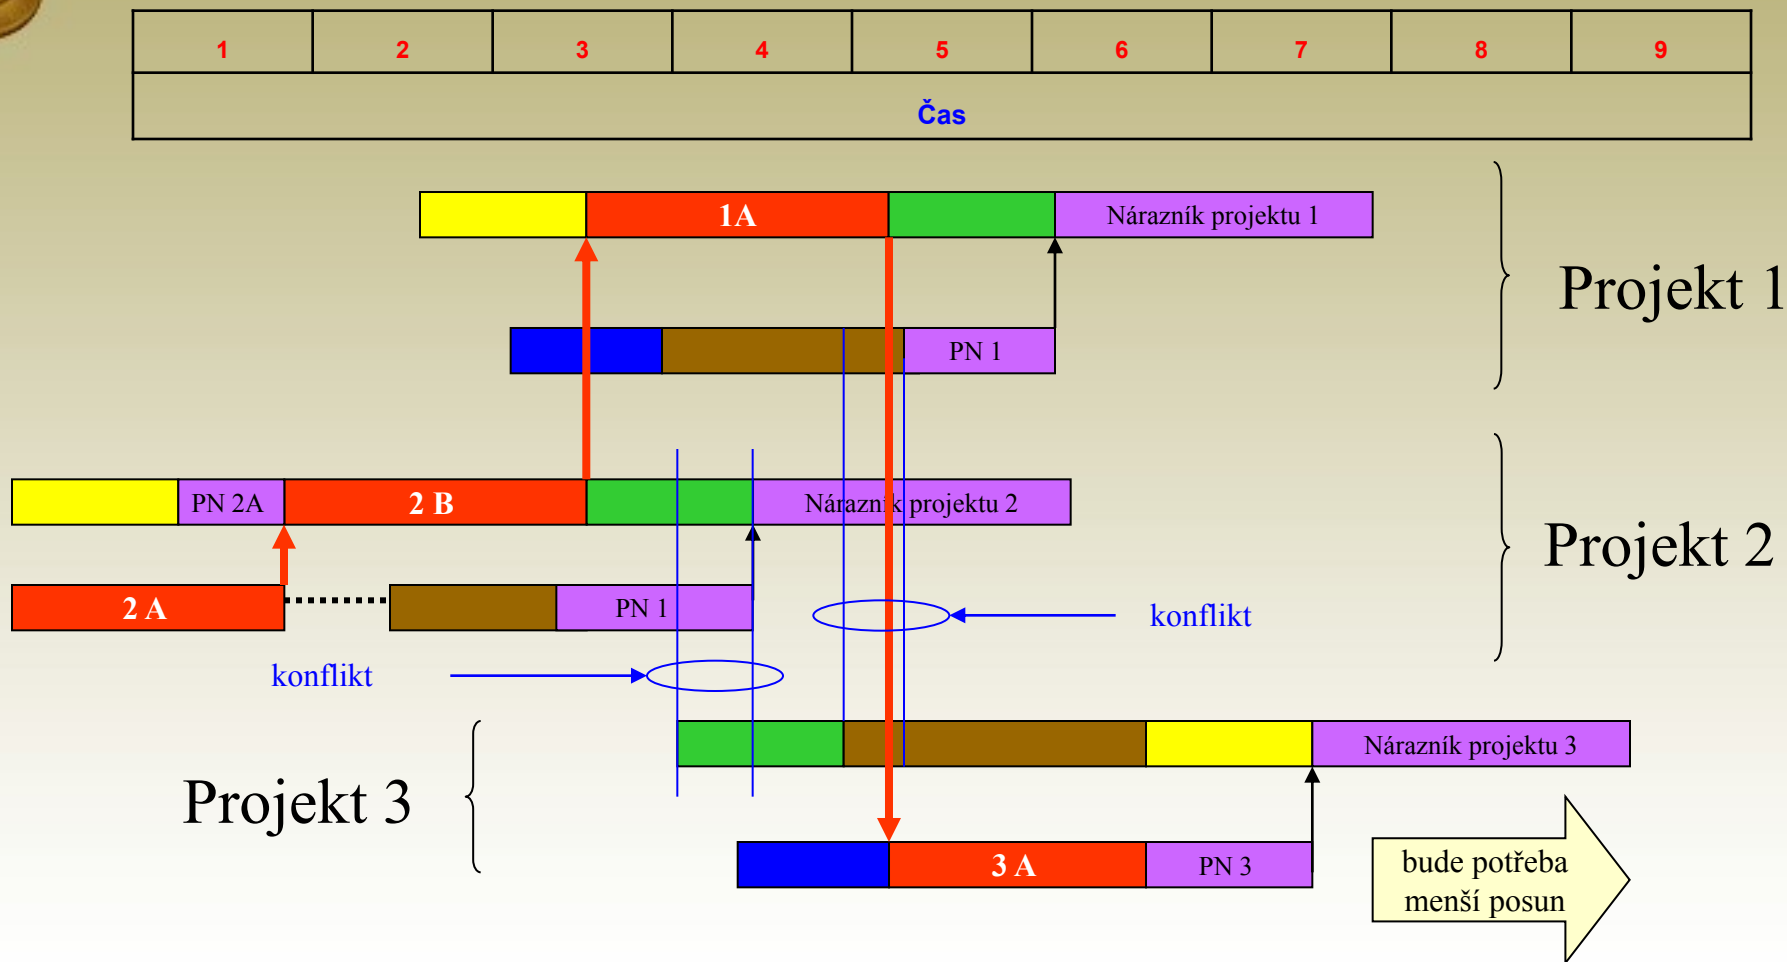 1 2 3 4 5 6 7 8 9
Čas
1A
Nárazník projektu 1
Projekt 1
PN 1
PN 2A
2 B
Nárazník projektu 2
Projekt 2
2 A
PN 1
konflikt
konflikt
Nárazník projektu 3
Projekt 3
3 A
PN 3
bude potřeba
menší posun